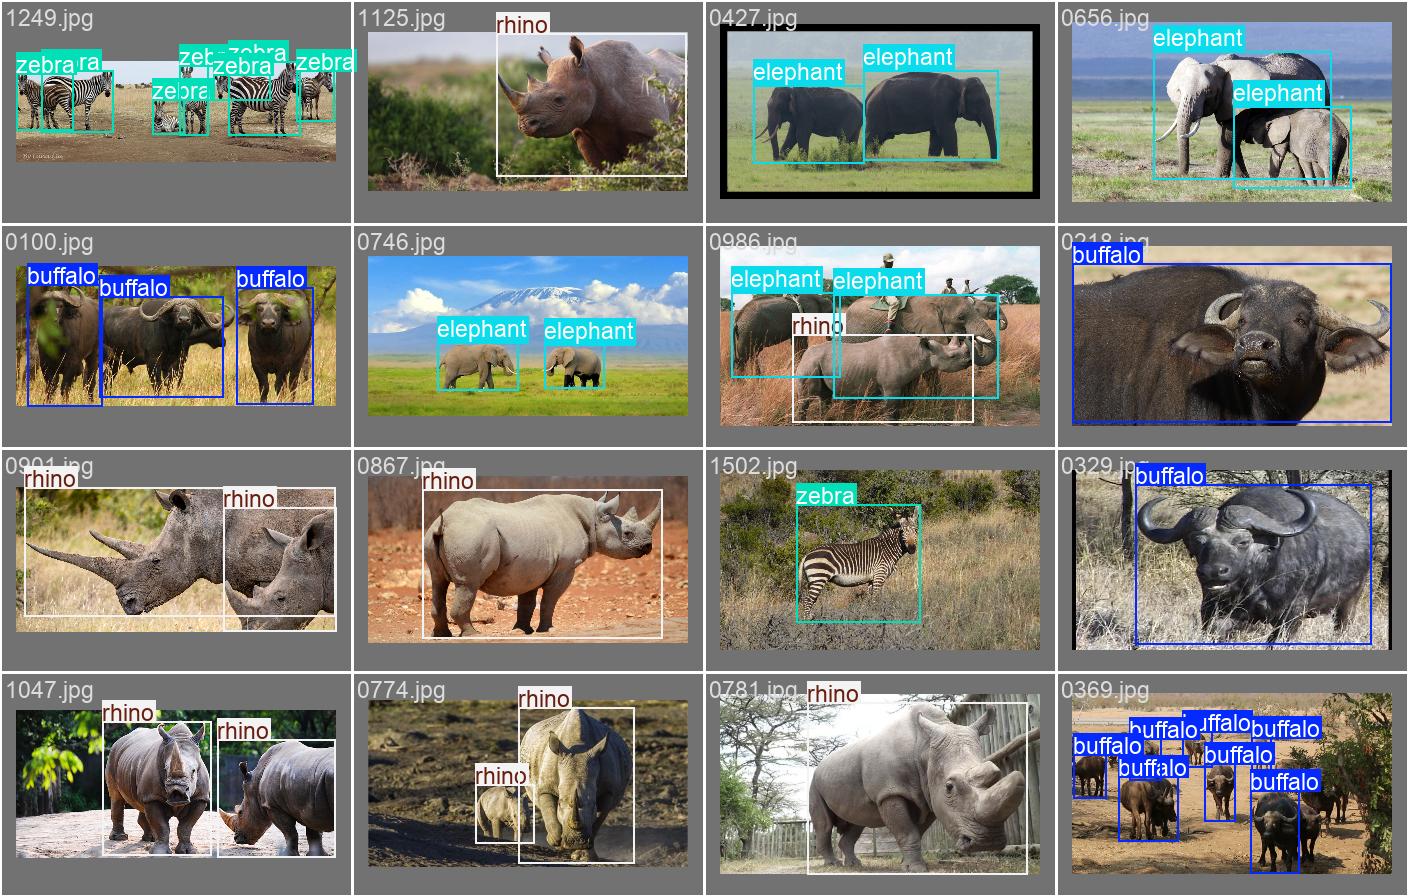 1249.jpg
zebra
zebra
zebra
zebra
zebra
zebra
1125.jpg
rhino
0427.jpg
elephant
elephant
0656.jpg
elephant
elephant
0100.jpg
buffalo
buffalo
buffalo
0746.jpg
elephant
elephant
0986.jpg
elephant
elephant
rhino
0218.jpg
buffalo
0901.jpg
rhino
rhino
0867.jpg
rhino
1502.jpg
zebra
0329.jpg
buffalo
1047.jpg
rhino
rhino
0774.jpg
rhino
rhino
0781.jpg
rhino
0369.jpg
buffalo
buffalo
buffalo
buffalo
buffalo
buffalo
buffalo